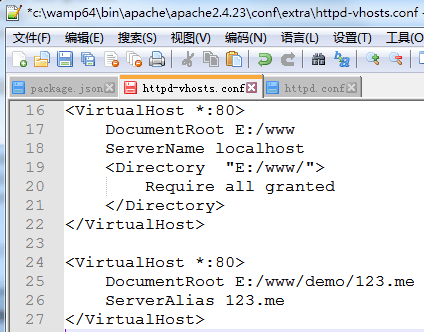 *c:\wamp64\bin\apache\apache2.4.23\conf\extra\httpd-vhosts.conf -
文件(F) 编辑(E) 搜索(S) 视图(V) 编码(N) 语言(L) 设置(T) 工具(O)
package.json httpd-vhosts.conf httpd.conf
16 <VirtualHost *:80>
17 DocumentRoot E:/www
18 ServerName localhost
19 <Directory "E:/www/">
20 Require all granted
21 </Directory>
22 </VirtualHost>
23
24 <VirtualHost *:80>
25 DocumentRoot E:/www/demo/123.me
26 ServerAlias 123.me
27 </VirtualHost>